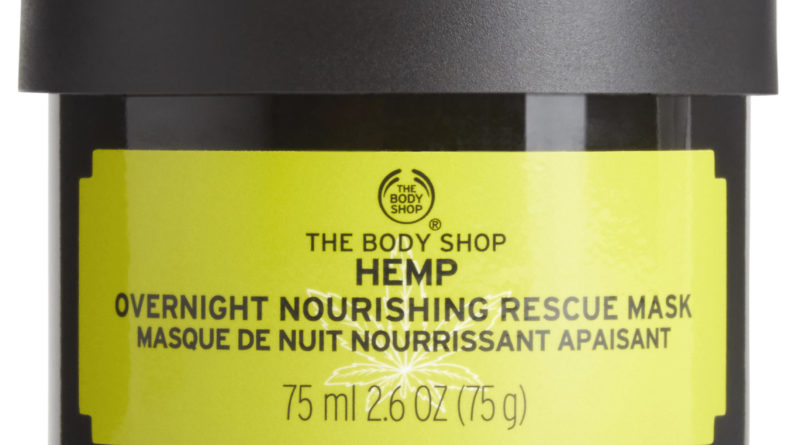 THE
BODY
SHOP
®
THE BODY SHOP
HEMP
OVERNIGHT NOURISHING RESCUE MASK
MASQUE DE NUIT NOURRISSANT APAISANT
75 ml 2.6 OZ (75 g)